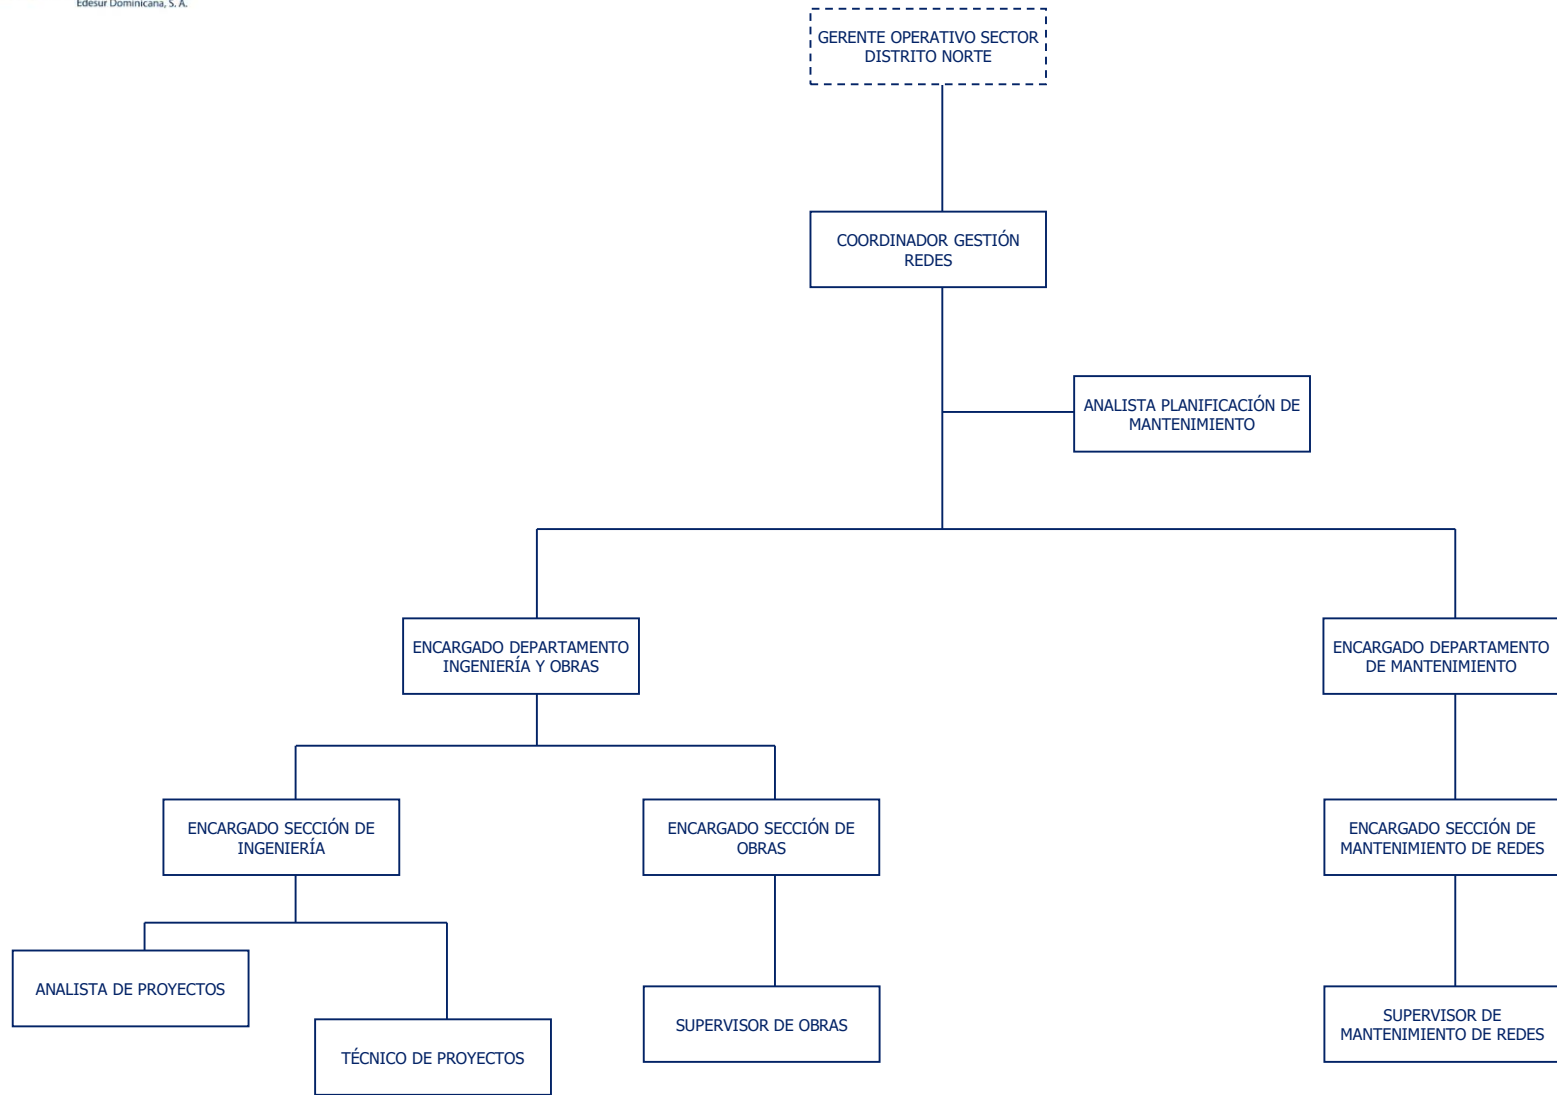 Edesur Dominicana, S. A.
GERENTE OPERATIVO SECTOR
DISTRITO NORTE
COORDINADOR GESTIÓN
REDES
ANALISTA PLANIFICACIÓN DE
MANTENIMIENTO
ENCARGADO DEPARTAMENTO
INGENIERÍA Y OBRAS
ENCARGADO DEPARTAMENTO
DE MANTENIMIENTO
ENCARGADO SECCIÓN DE
INGENIERÍA
ENCARGADO SECCIÓN DE
OBRAS
ENCARGADO SECCIÓN DE
MANTENIMIENTO DE REDES
ANALISTA DE PROYECTOS
TÉCNICO DE PROYECTOS
SUPERVISOR DE OBRAS
SUPERVISOR DE
MANTENIMIENTO DE REDES